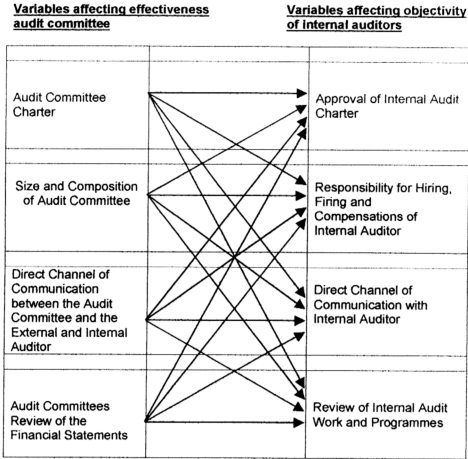 Variables affecting effectiveness
audit committee
Variables affecting objectivity
of internal auditors
Audit Committee
Charter
Approval of Internal Audit
Charter
Size and Composition
of Audit Committee
Responsibility for Hiring,
Firing and
Compensations of
Internal Auditor
Direct Channel of
Communication
between the Audit
Committee and the
External and Internal
Auditor
Direct Channel of
Communication with
Internal Auditor
Audit Committees
Review of the
Financial Statements
Review of Internal Audit
Work and Programmes